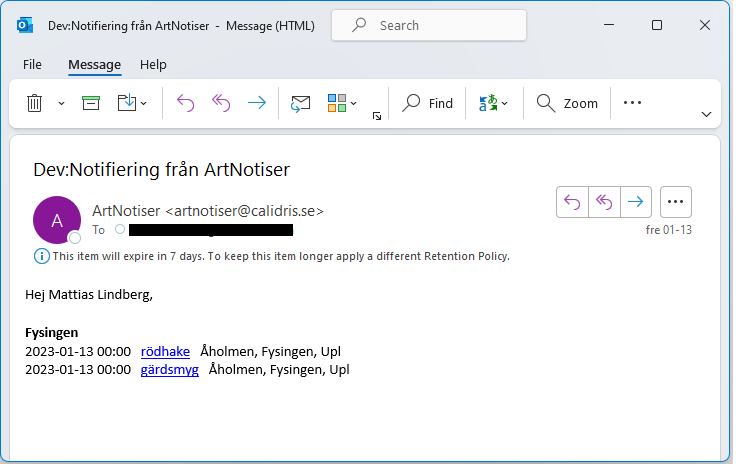 Dev:Notifiering från ArtNotiser - Message (HTML)
Search
File Message Help
Find
Zoom
Dev:Notifiering från ArtNotiser
A
ArtNotiser <artnotiser@calidris.se>
To
fre 01-13
This item will expire in 7 days. To keep this item longer apply a different Retention Policy.
Hej Mattias Lindberg,
Fysingen
2023-01-13 00:00 rödhake Åholmen, Fysingen, Upl
2023-01-13 00:00 gärdsmyg Åholmen, Fysingen, Upl